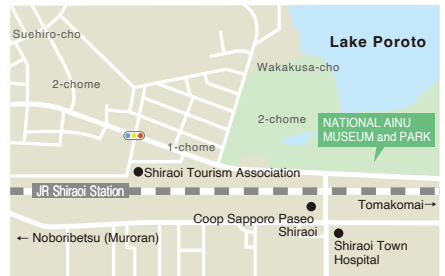 Suehiro-cho
Lake Poroto
Wakakusa-cho
2-chome
2-chome
NATIONAL AINU
MUSEUM and PARK
1-chome
Shiraoi Tourism Association
JR Shiraoi Station
Tomakomai→
Coop Sapporo Paseo
Shiraoi
← Noboribetsu (Muroran)
Shiraoi Town
Hospital